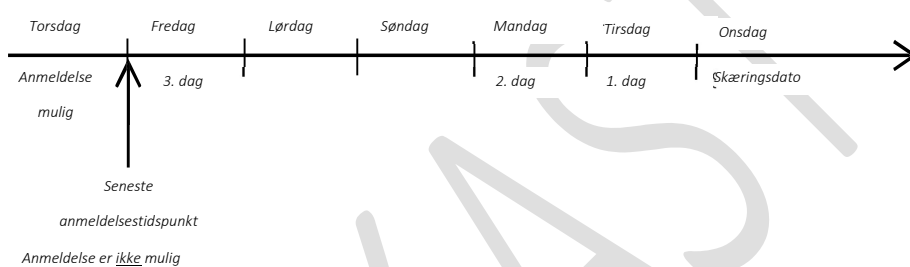 Torsdag Fredag Lørdag Søndag Mandag Tirsdag Onsdag
Anmeldelse 3. dag 2. dag 1. dag Skæringsdato
mulig
Seneste
anmeldelsestidspunkt
Anmeldelse er ikke mulig